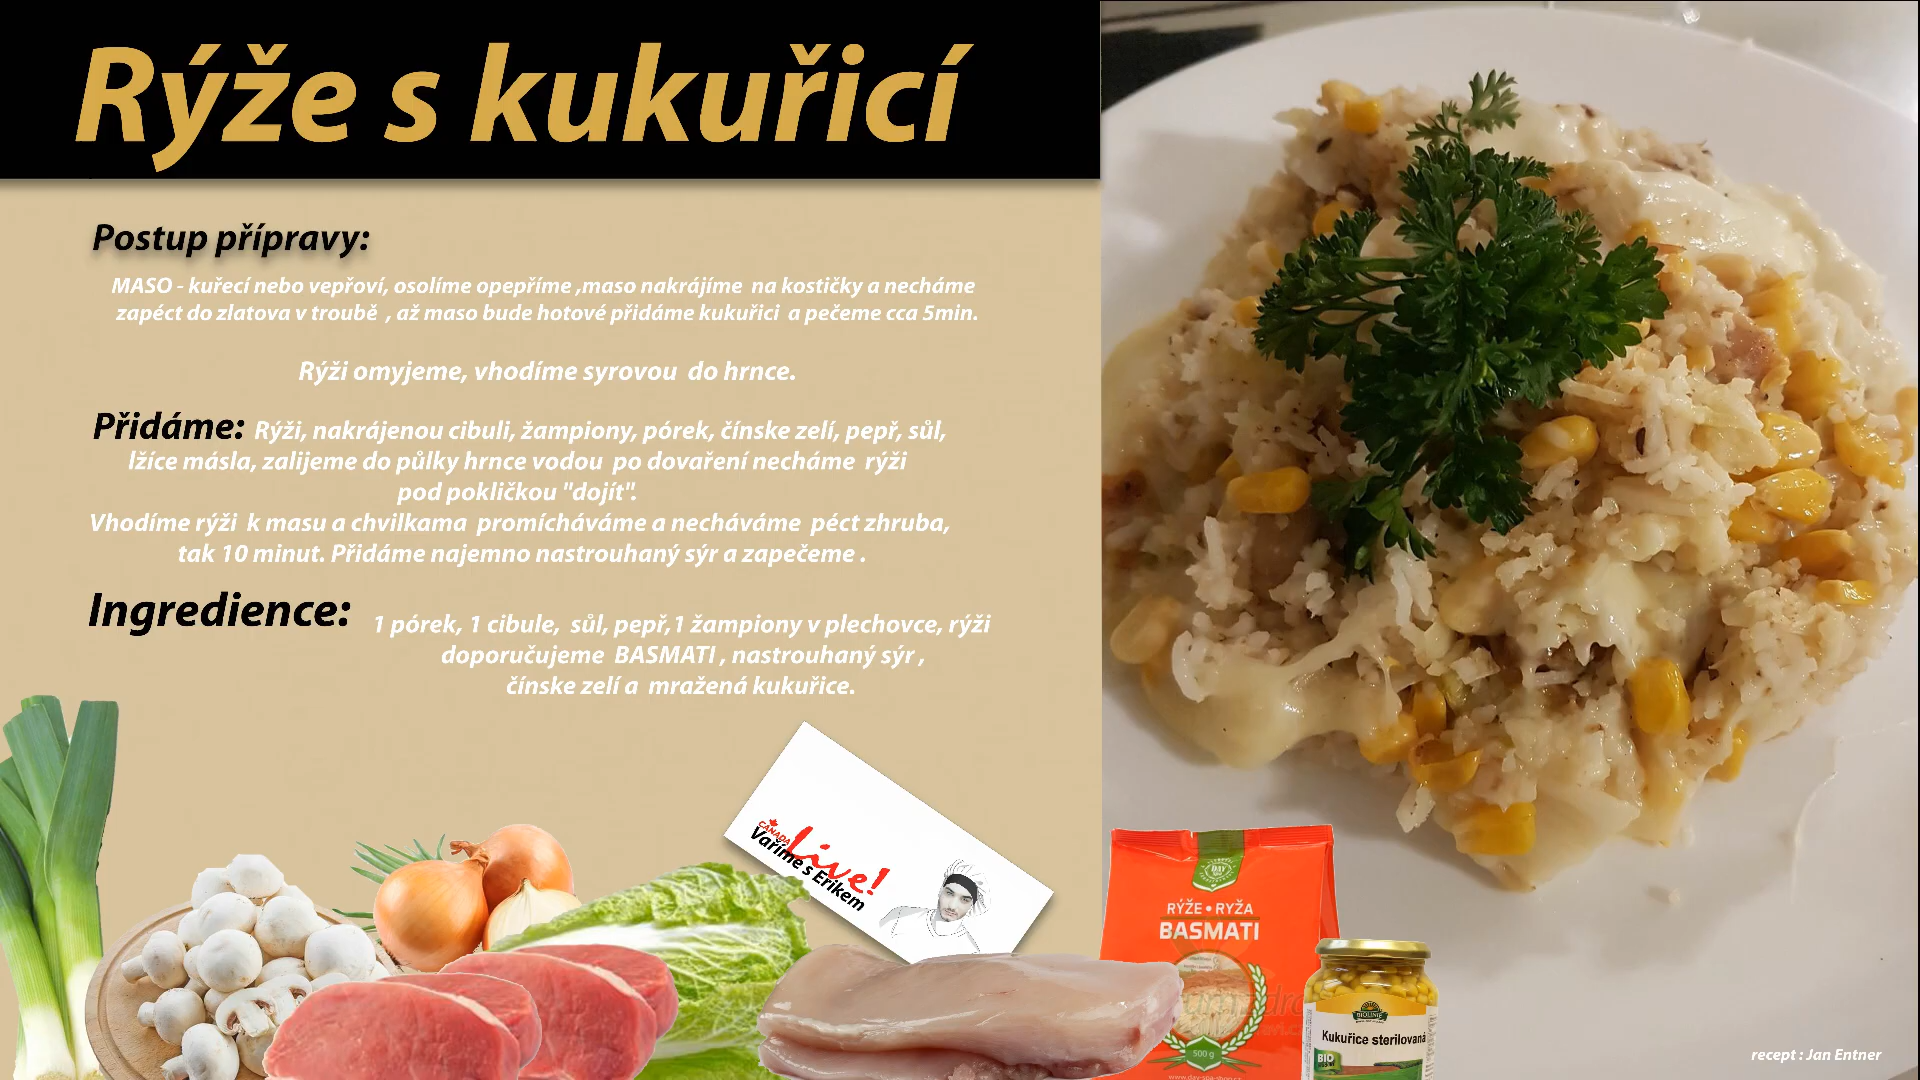 Rýže s kukuřicí
Postup přípravy:
MASO - kuřecí nebo vepřoví, osolíme opepříme ,maso nakrájíme na kostičky a necháme
zapéct do zlatova v troubě , až maso bude hotové přidáme kukuřici a pečeme cca 5min.
Rýži omyjeme, vhodíme syrovou do hrnce.
Přidáme: Rýži, nakrájenou cibuli, žampiony, pórek, čínske zelí, pepř, sůl,
lžíce másla, zalijeme do půlky hrnce vodou po dovaření necháme rýži
pod pokličkou "dojít".
Vhodíme rýži k masu a chvilkama promícháváme a necháváme péct zhruba,
tak 10 minut. Přidáme najemno nastrouhaný sýr a zapečeme .
Ingredience: 1 pórek, 1 cibule, sůl, pepř,1 žampiony v plechovce, rýži
doporučujeme BASMATI , nastrouhaný sýr ,
čínske zelí a mražená kukuřice.
CANADA
Live!
Vaříme s Erikem
DAY
RÝŽE • RYŽA
BASMATI
500 g
BIOLINIE
Kukuřice sterilovaná
BIO
recept : Jan Entner